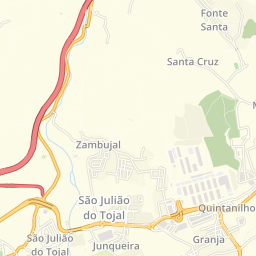 Fonte
Santa
Santa Cruz
Zambujal
São Julião
do Tojal
Quintanilho
São Julião
do Tojal
Junqueira
Granja